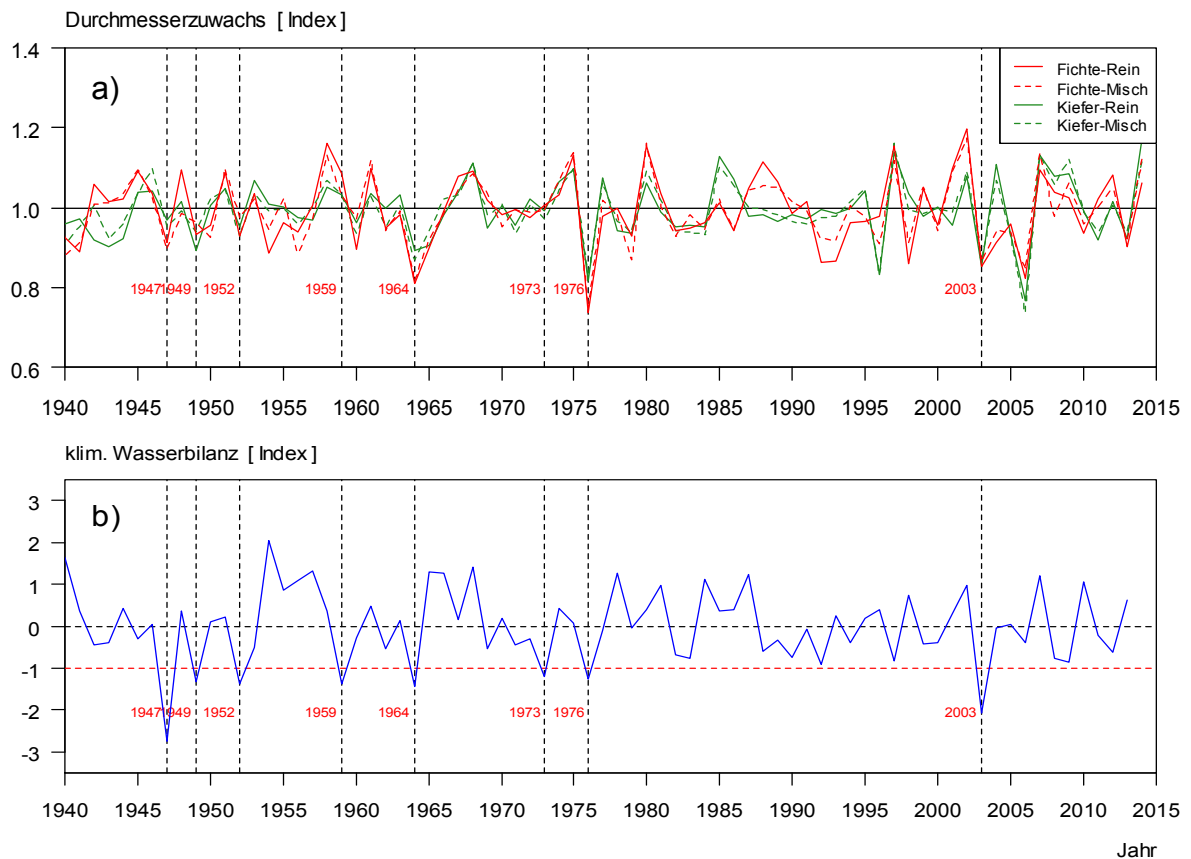 Durchmesserzuwachs [ Index ]
a)
Fichte-Rein
Fichte-Misch
Kiefer-Rein
Kiefer-Misch
1.4
1.2
1.0
0.8
0.6
1947 1949 1952 1959 1964 1973 1976 2003
1940 1945 1950 1955 1960 1965 1970 1975 1980 1985 1990 1995 2000 2005 2010 2015
klim. Wasserbilanz [ Index ]
b)
3
2
1
0
-1
-2
-3
1947 1949 1952 1959 1964 1973 1976 2003
1940 1945 1950 1955 1960 1965 1970 1975 1980 1985 1990 1995 2000 2005 2010 2015
Jahr